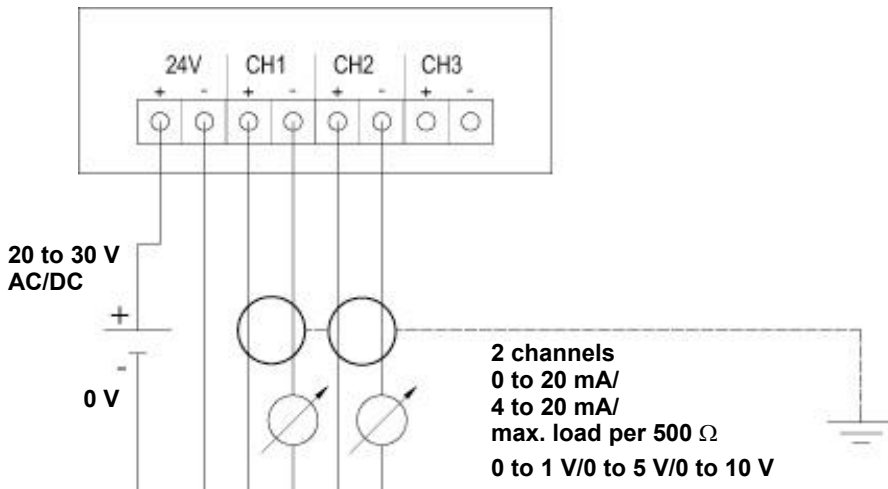 24V CH1 CH2 CH3
+ - + - + - + -
20 to 30 V
AC/DC
+
-
0 V
2 channels
0 to 20 mA/
4 to 20 mA/
max. load per 500 Ω
0 to 1 V/0 to 5 V/0 to 10 V